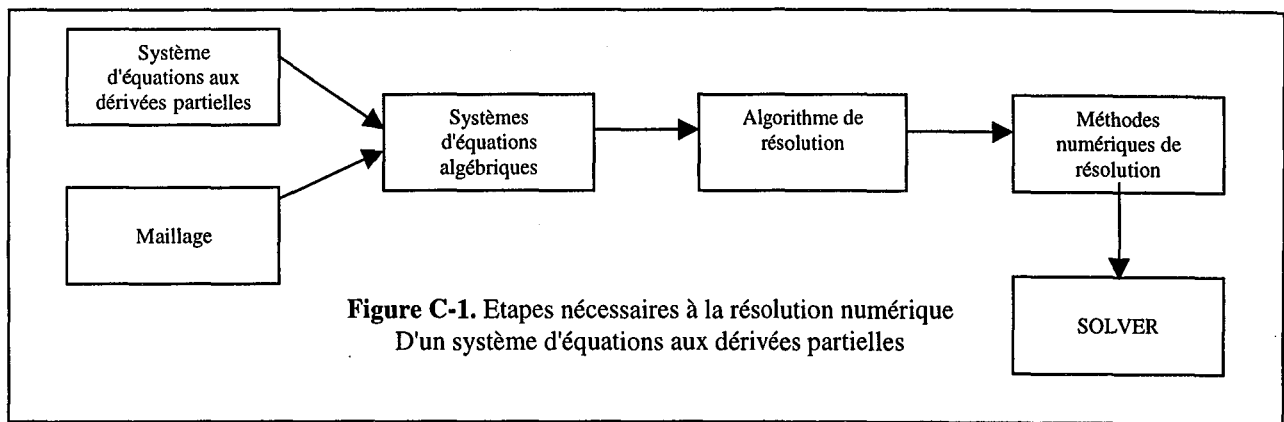 Système
d'équations aux
dérivées partielles
Maillage
Systèmes
d'équations
algébriques
Algorithme de
résolution
Méthodes
numériques de
résolution
SOLVER
Figure C-1. Etapes nécessaires à la résolution numérique
D'un système d'équations aux dérivées partielles